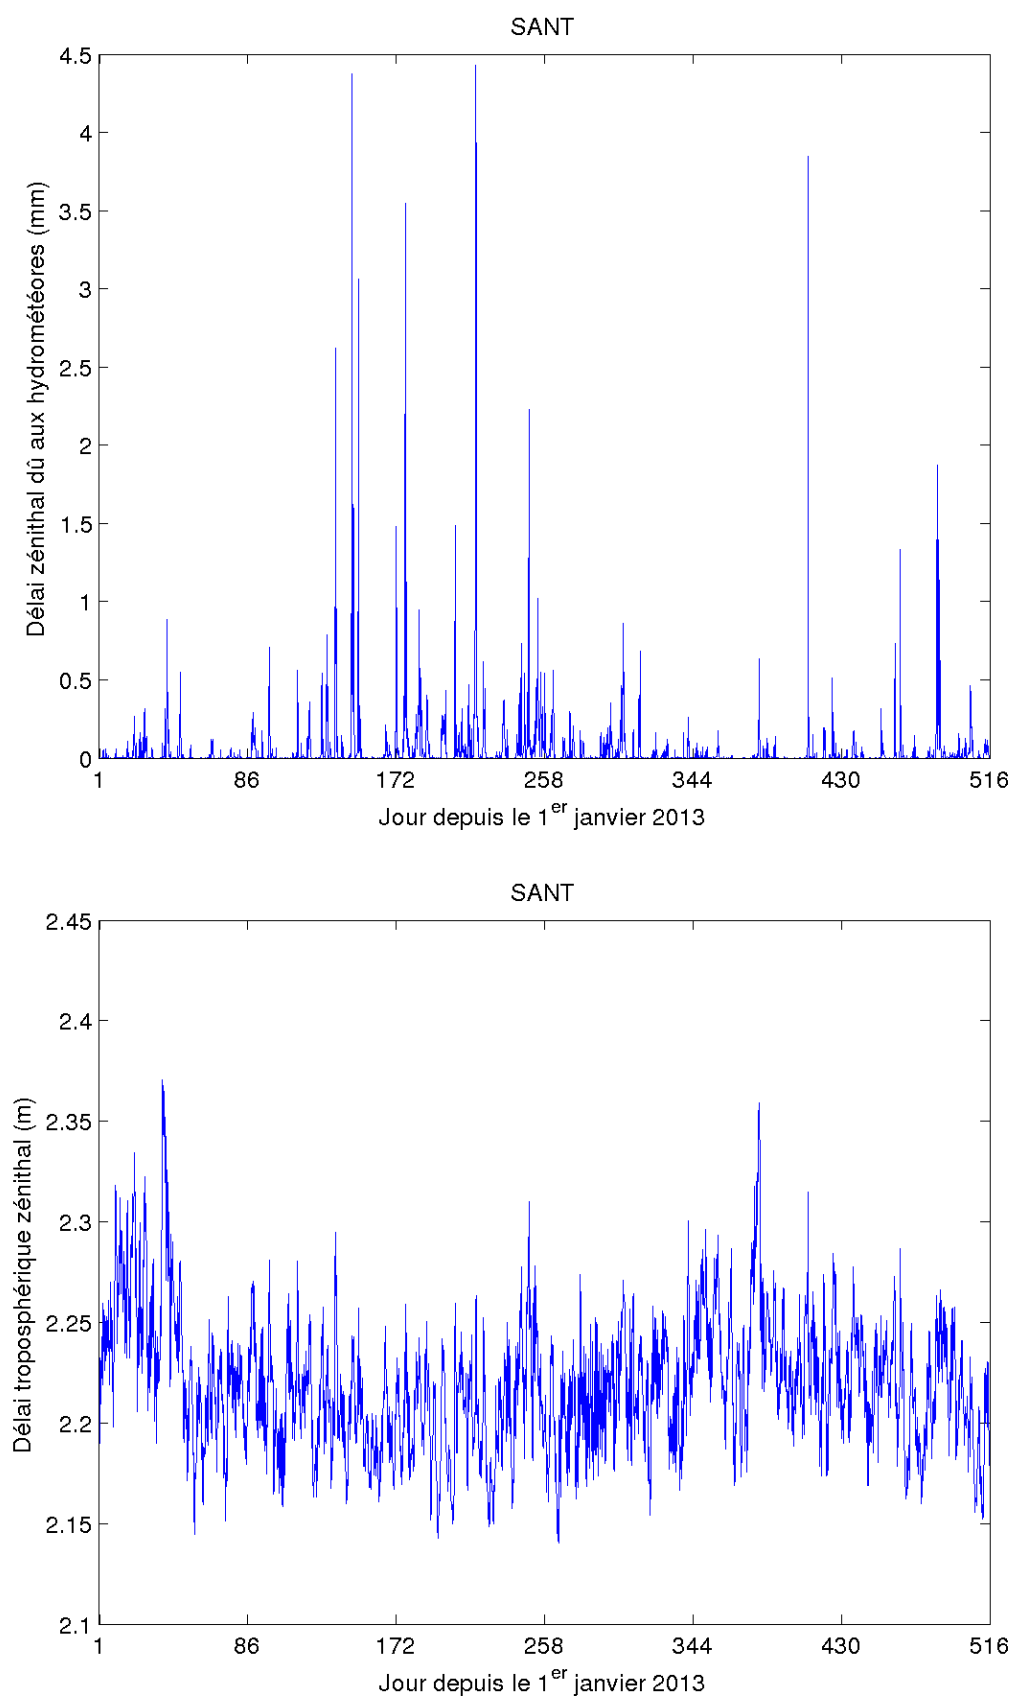 SANT
4.5
4
3.5
3
2.5
2
1.5
1
0.5
0
Délai zénithal dû aux hydrométéores (mm)
1 86 172 258 344 430 516
Jour depuis le 1er janvier 2013
SANT
2.45
2.4
2.35
2.3
2.25
2.2
2.15
2.1
Délai troposphérique zénithal (m)
1 86 172 258 344 430 516
Jour depuis le 1er janvier 2013